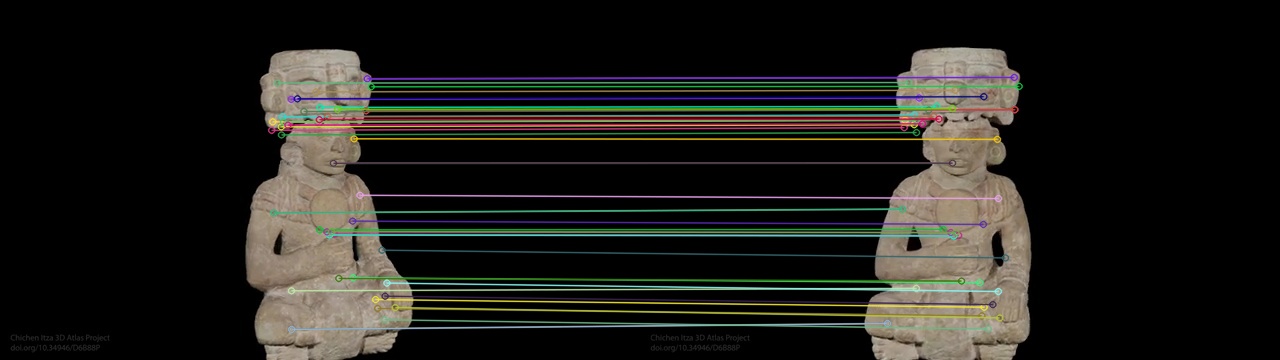 Chichen Itza 3D Atlas Project
doi.org/10.34946/D6B88P
Chichen Itza 3D Atlas Project
doi.org/10.34946/D6B88P